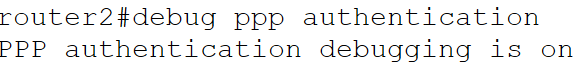 router2#debug ppp authentication
PPP authentication debugging is on